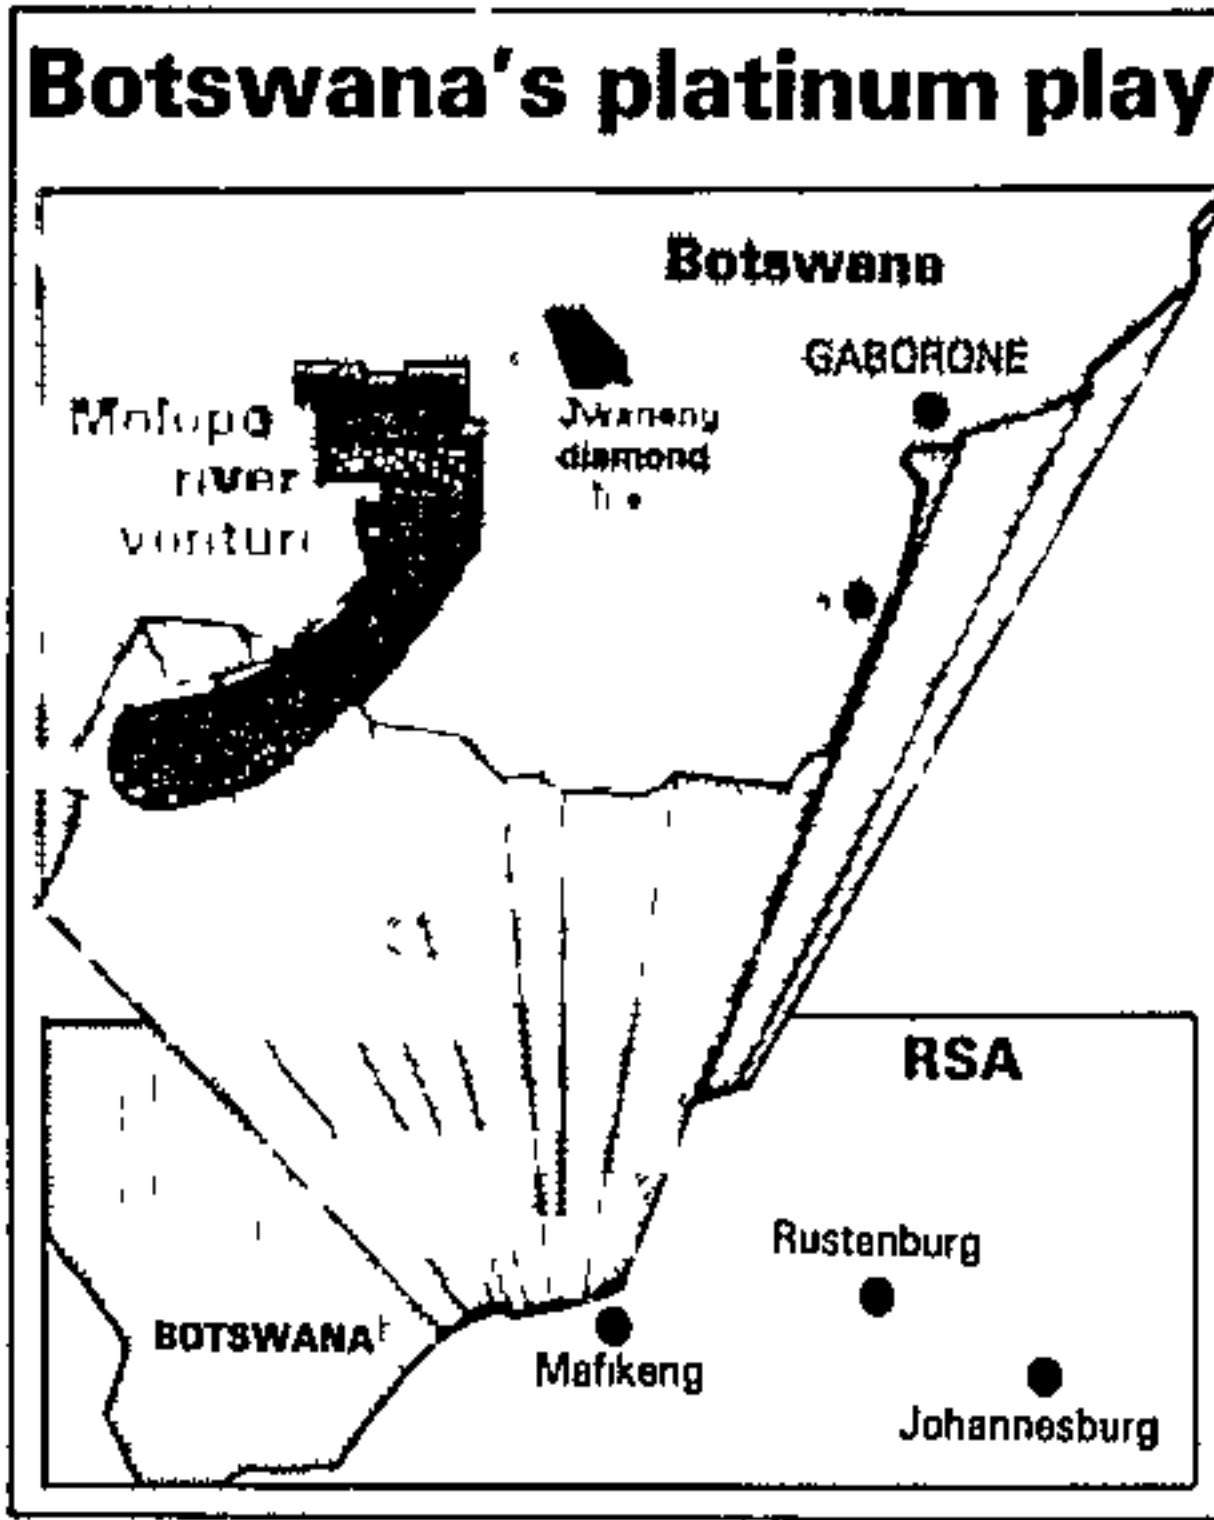 Botswana's platinum play
Botswana
GABORONE
Molopo
river
Jwaneng
diamond
RSA
Rustenburg
BOTSWANA
Mafikeng
Johannesburg